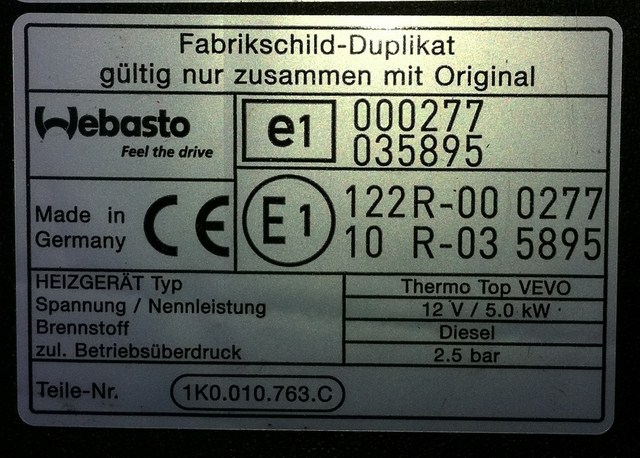 Fabrikschild-Duplikat
gültig nur zusammen mit Original
Webasto
Feel the drive
e1
000277
035895
Made in
Germany
CE
E1
122R-00 0277
10 R-03 5895
HEIZGERÄT Typ
Thermo Top VEVO
Spannung / Nennleistung
12 V / 5.0 kW
Brennstoff
Diesel
zul. Betriebsüberdruck
2.5 bar
Teile-Nr.
1K0.010.763.C